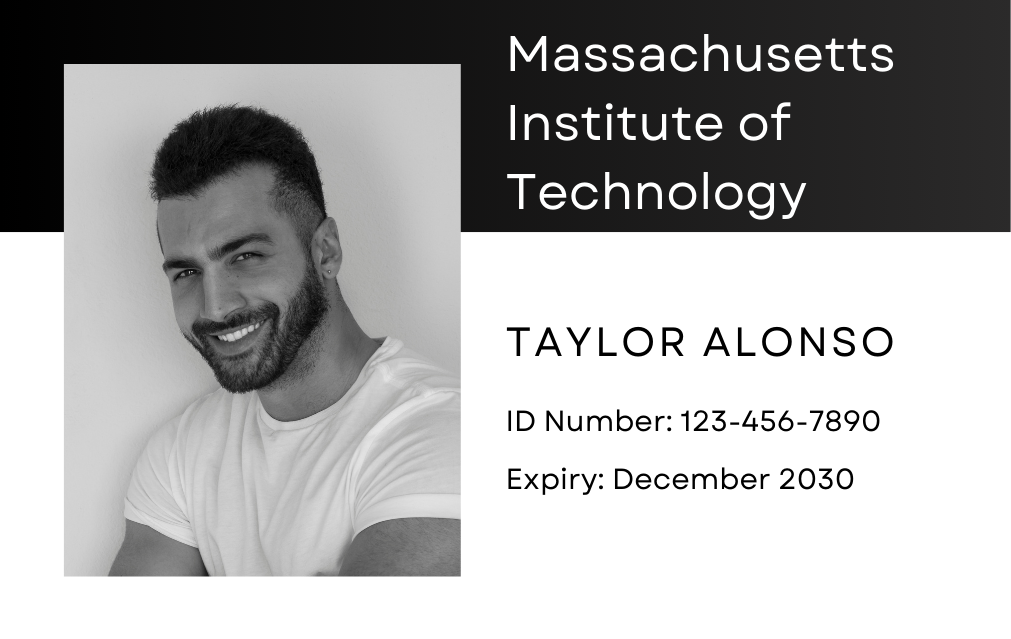 Massachusetts
Institute of
Technology
TAYLOR ALONSO
ID Number: 123-456-7890
Expiry: December 2030